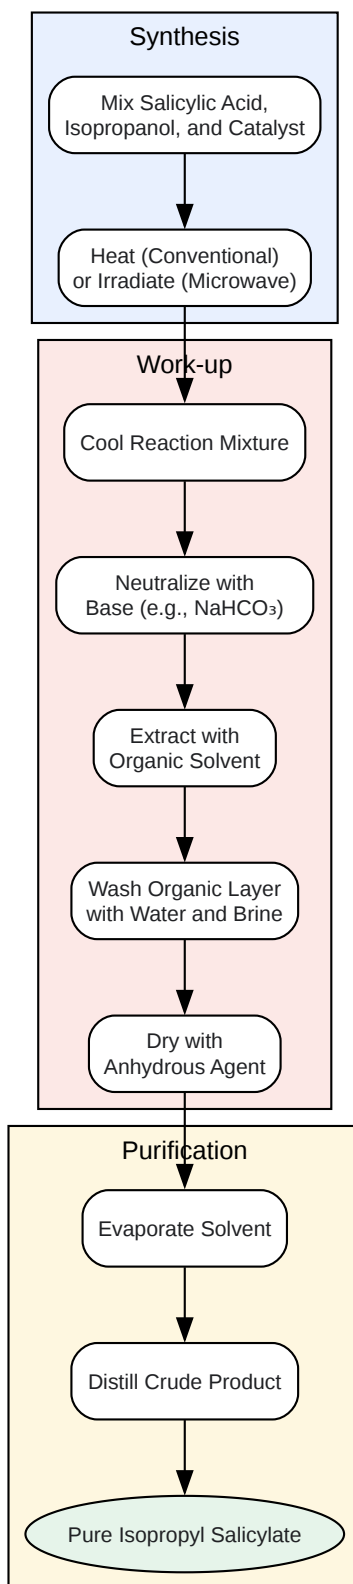 Synthesis
Mix Salicylic Acid,
Isopropanol, and Catalyst
Heat (Conventional)
or Irradiate (Microwave)
Work-up
Cool Reaction Mixture
Neutralize with
Base (e.g., NaHCO₃)
Extract with
Organic Solvent
Wash Organic Layer
with Water and Brine
Dry with
Anhydrous Agent
Purification
Evaporate Solvent
Distill Crude Product
Pure Isopropyl Salicylate